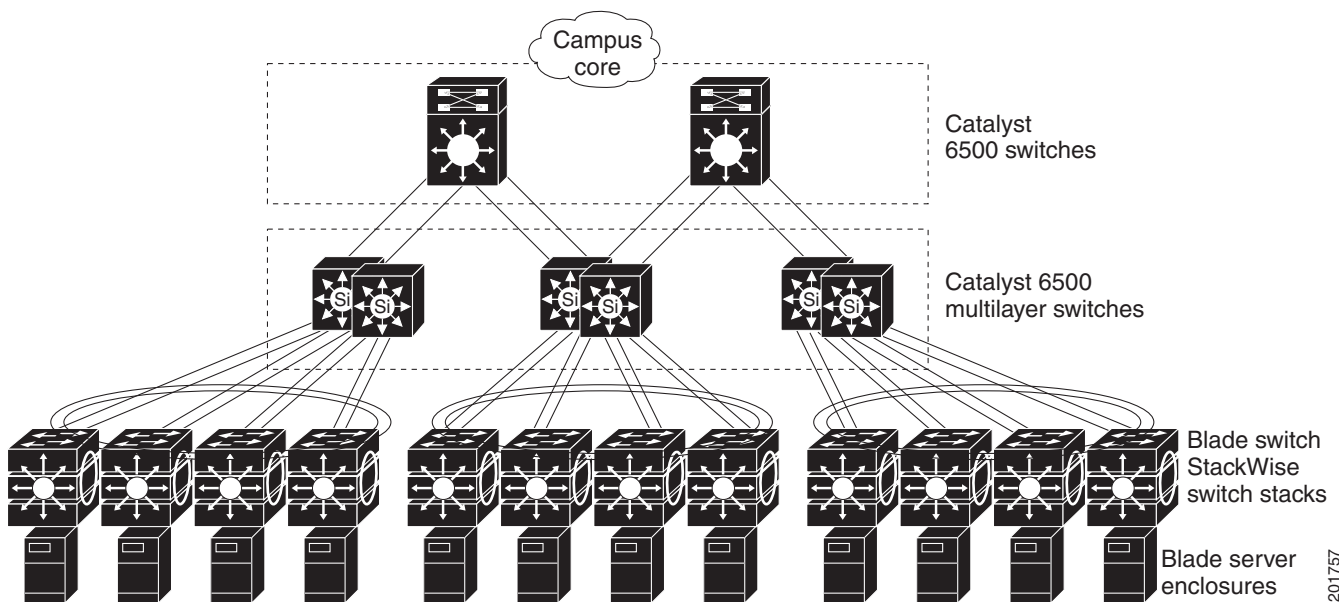 Campus
core
Catalyst
6500 switches
Si
Si
Si
Si
Si
Si
Catalyst 6500
multilayer switches
Blade switch
StackWise
switch stacks
Blade server
enclosures
201757